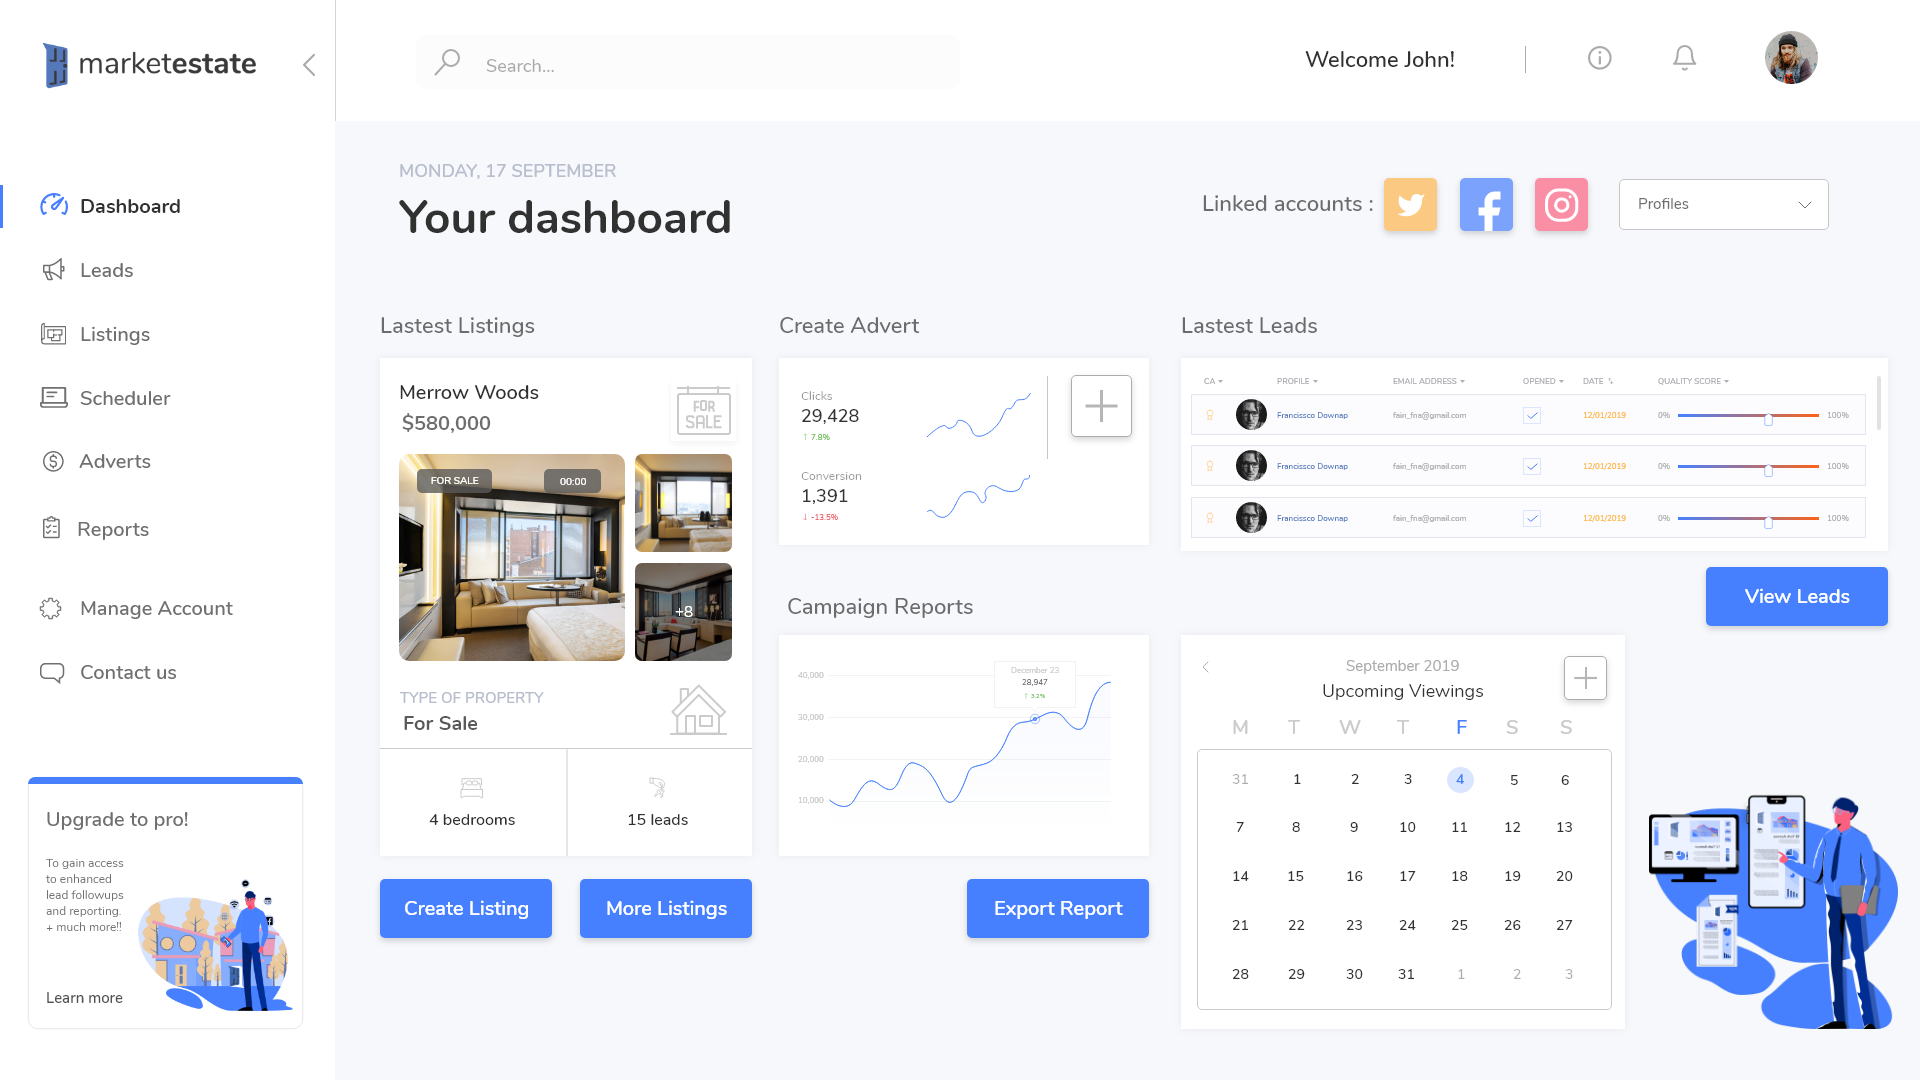 marketestate
Search...
Welcome John!
Dashboard
Leads
Listings
Scheduler
Adverts
Reports
Manage Account
Contact us
Upgrade to pro!
To gain access
to enhanced
lead followups
and reporting.
+ much more!!
Learn more
MONDAY, 17 SEPTEMBER
Your dashboard
Linked accounts :
Profiles
Lastest Listings
Merrow Woods
$580,000
FOR
SALE
FOR SALE
00:00
+8
TYPE OF PROPERTY
For Sale
4 bedrooms
15 leads
Create Listing
More Listings
Create Advert
Clicks
29,428
↑ 7.8%
Conversion
1,391
↓ -13.5%
Campaign Reports
40,000
30,000
20,000
10,000
December 23
28,947
↑ 3.2%
Export Report
Lastest Leads
CA PROFILE EMAIL ADDRESS OPENED DATE QUALITY SCORE
Francissco Downap fain_fna@gmail.com 12/01/2019 0% 100%
Francissco Downap fain_fna@gmail.com 12/01/2019 0% 100%
Francissco Downap fain_fna@gmail.com 12/01/2019 0% 100%
View Leads
September 2019
Upcoming Viewings
M T W T F S S
31 1 2 3 4 5 6
7 8 9 10 11 12 13
14 15 16 17 18 19 20
21 22 23 24 25 26 27
28 29 30 31 1 2 3